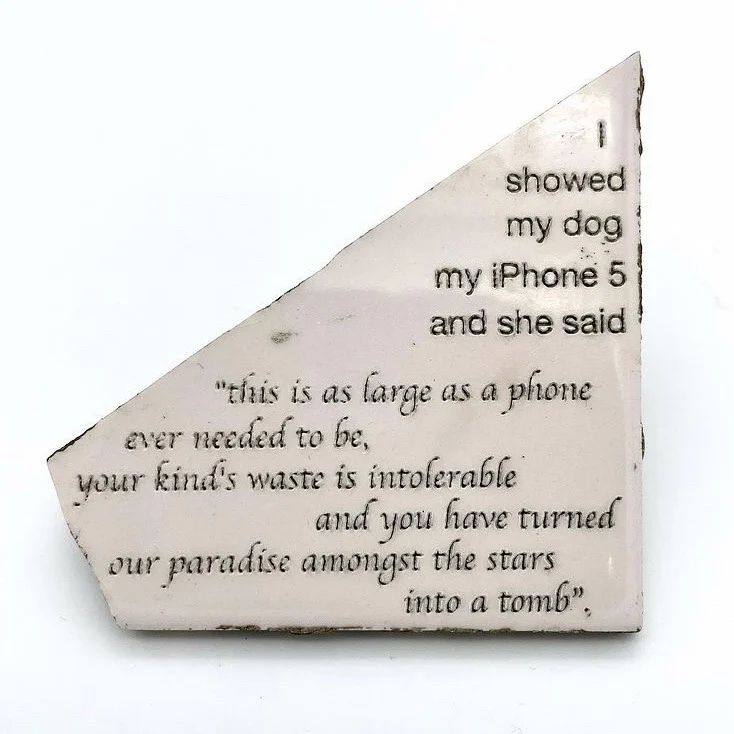 I
showed
my dog
my iPhone 5
and she said
"this is as large as a phone
ever needed to be,
your kind's waste is intolerable
and you have turned
our paradise amongst the stars
into a tomb".